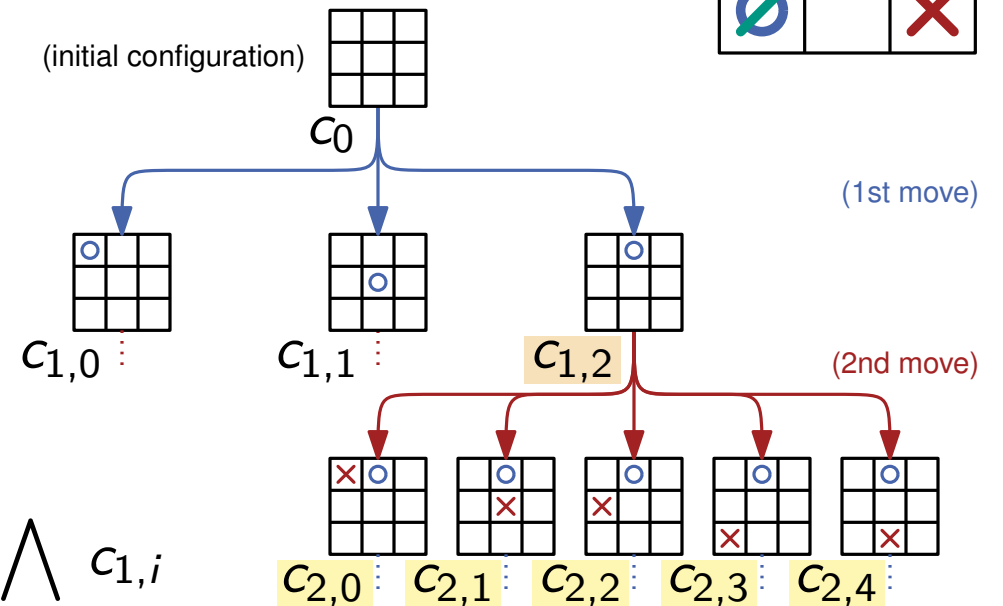 (initial configuration)
c0
(1st move)
c1,0
c1,1
c1,2
(2nd move)
⋀ c1,i
c2,0
c2,1
c2,2
c2,3
c2,4